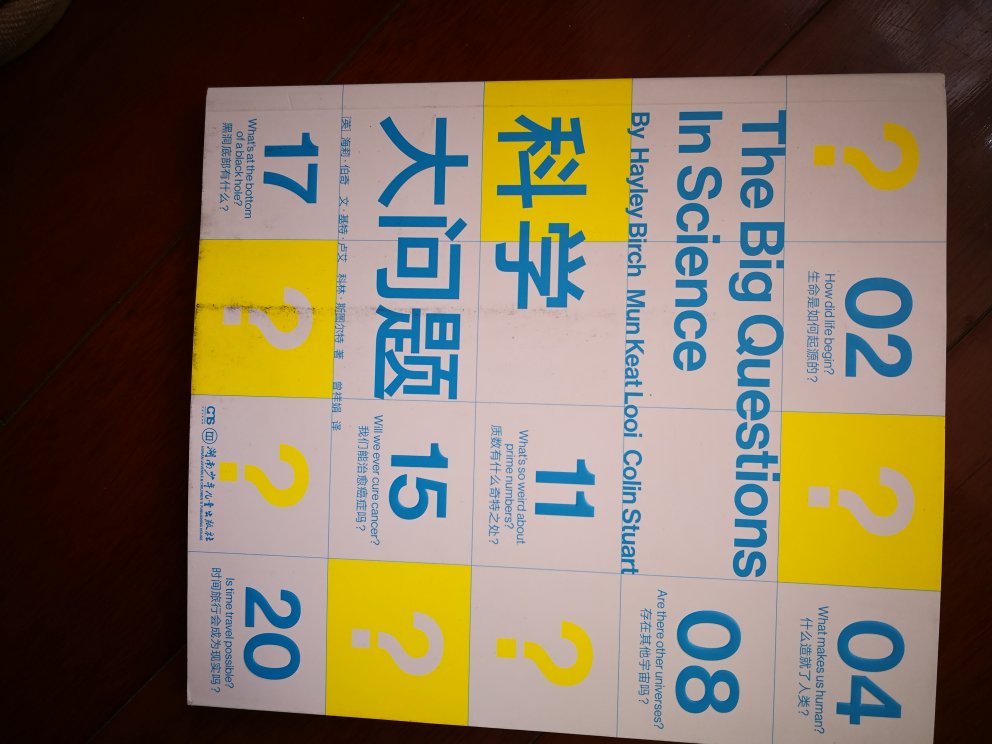 ?
02
How did life begin?
生命是如何起源的？
?
04
What makes us human?
什么造就了人类？
The Big Questions
In Science
By Hayley Birch Mun Keat Looi Colin Stuart
08
Are there other universes?
存在其他宇宙吗？
科学
11
What's so weird about
prime numbers?
质数有什么奇特之处？
?
大问题
[英] 海莉·伯奇 文·基特·卢艾 科林·斯图尔特 著 曾祥娟 译
15
Will we ever cure cancer?
我们能治愈癌症吗？
?
17
What's at the bottom
of a black hole?
黑洞底部有什么？
?
?
湖南少年儿童出版社
20
Is time travel possible?
时间旅行会成为现实吗？